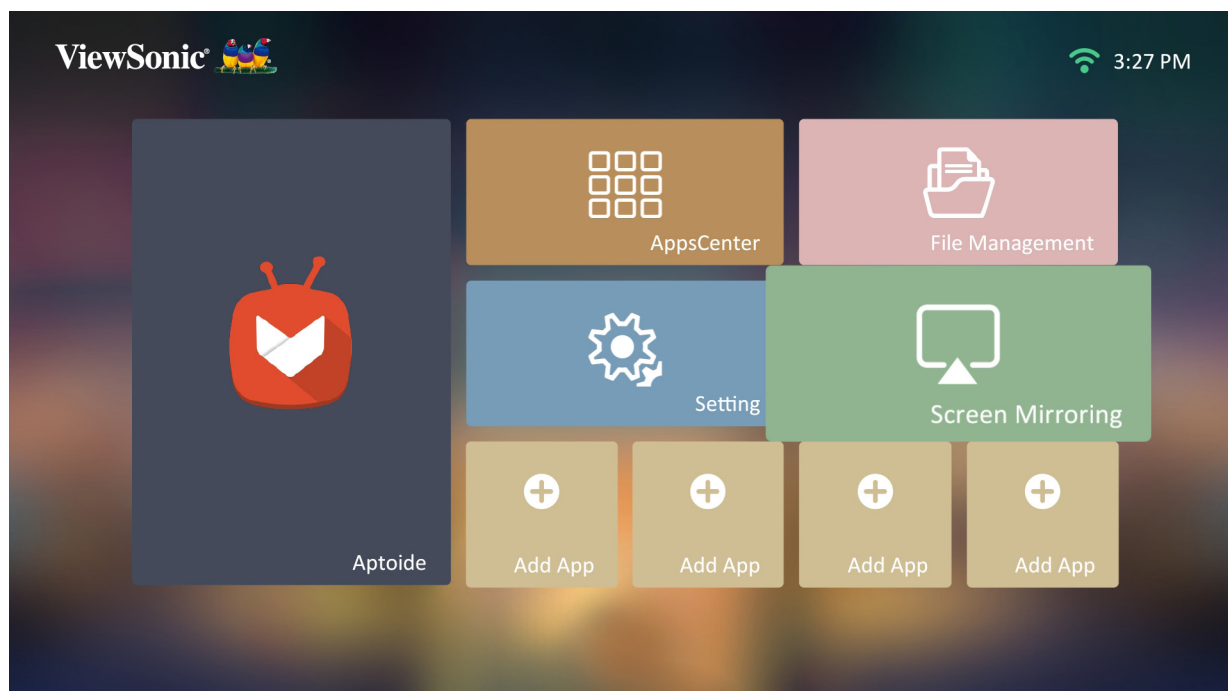 ViewSonic®
3:27 PM
AppsCenter
File Management
Setting
Screen Mirroring
Aptoide
Add App
Add App
Add App
Add App